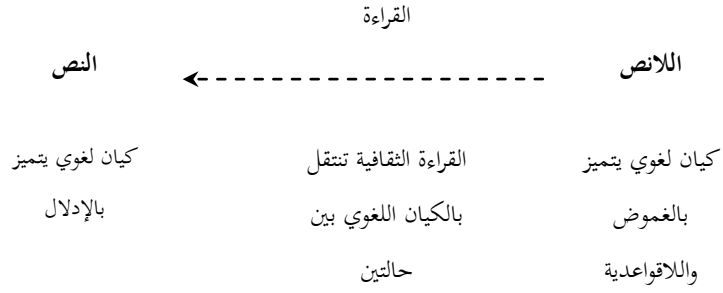 القراءة
اللانص
النص
كيان لغوي يتميز
بالغموض
واللاقواعدية
القراءة الثقافية تنتقل
بالكيان اللغوي بين
حالتين
كيان لغوي يتميز
بالإدلال